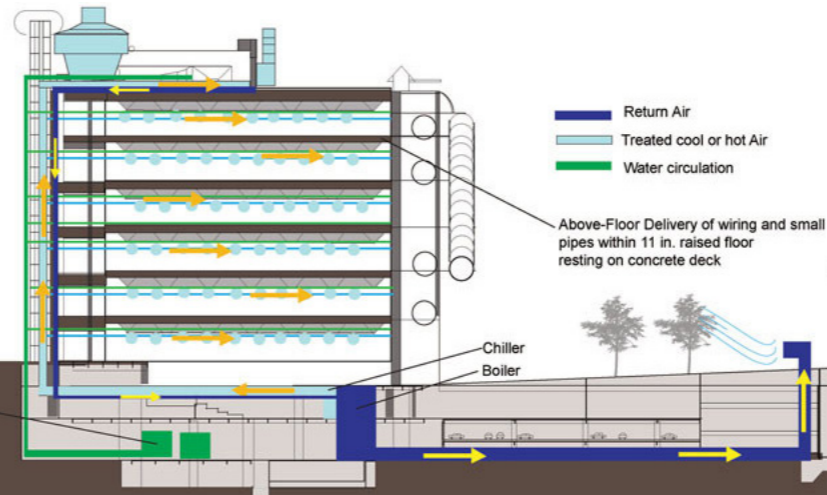 Return Air
Treated cool or hot Air
Water circulation
Above-Floor Delivery of wiring and small
pipes within 11 in. raised floor
resting on concrete deck
Chiller
Boiler